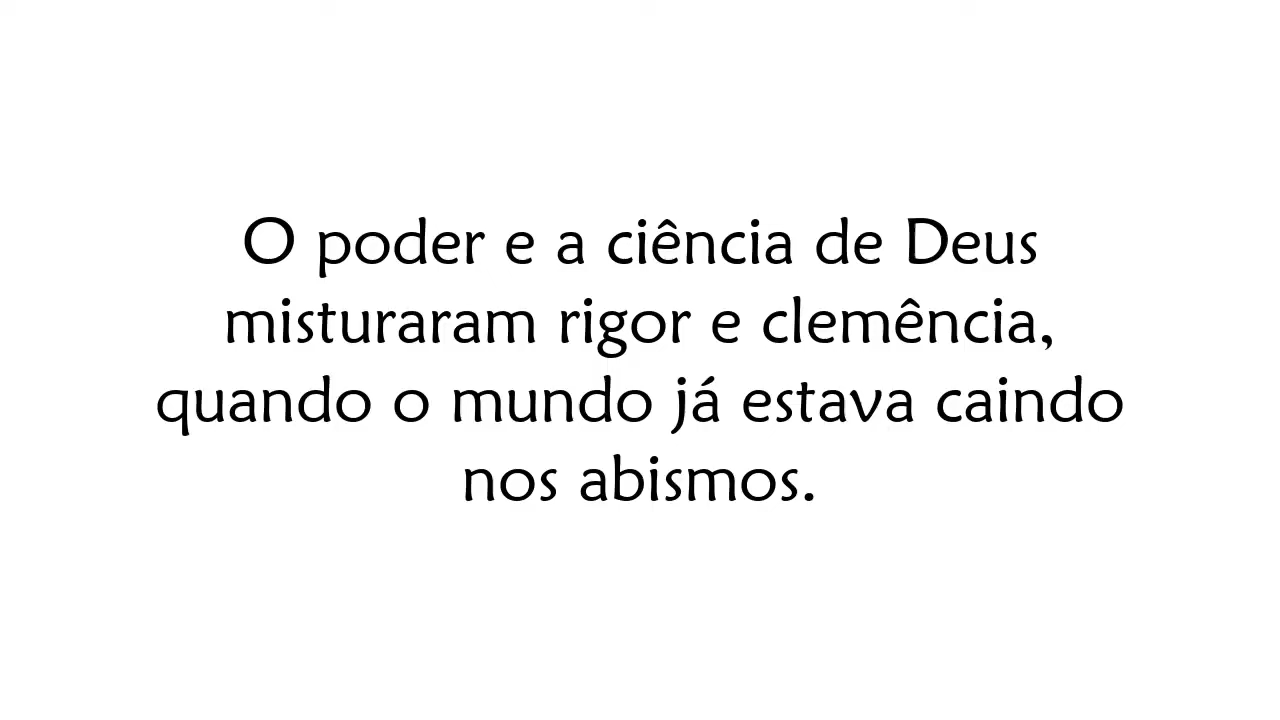 O poder e a ciência de Deus
misturaram rigor e clemência,
quando o mundo já estava caindo
nos abismos.